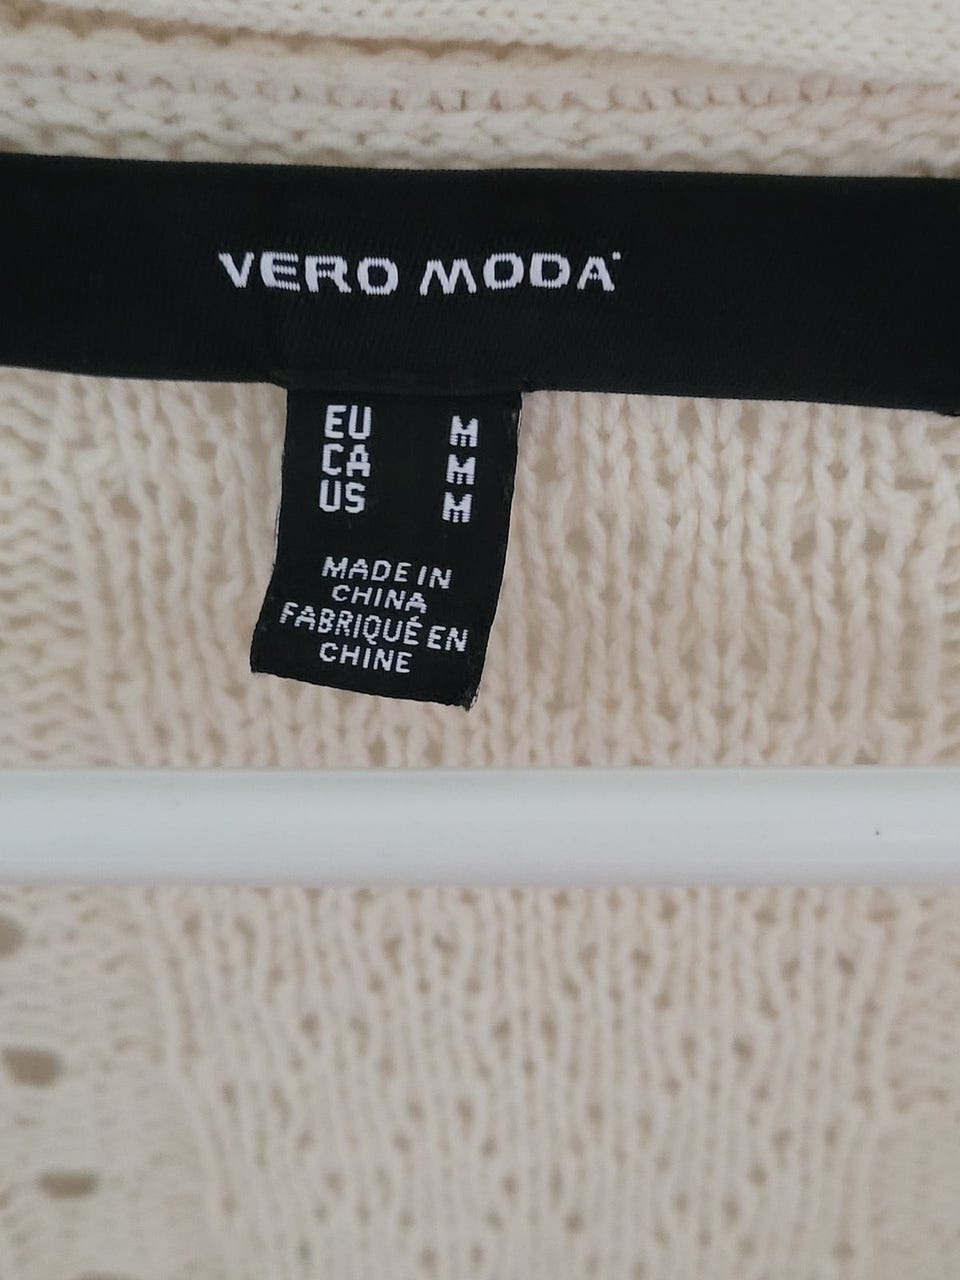 VERO MODA
EU M
CA M
US M
MADE IN
CHINA
FABRIQUÉ EN
CHINE